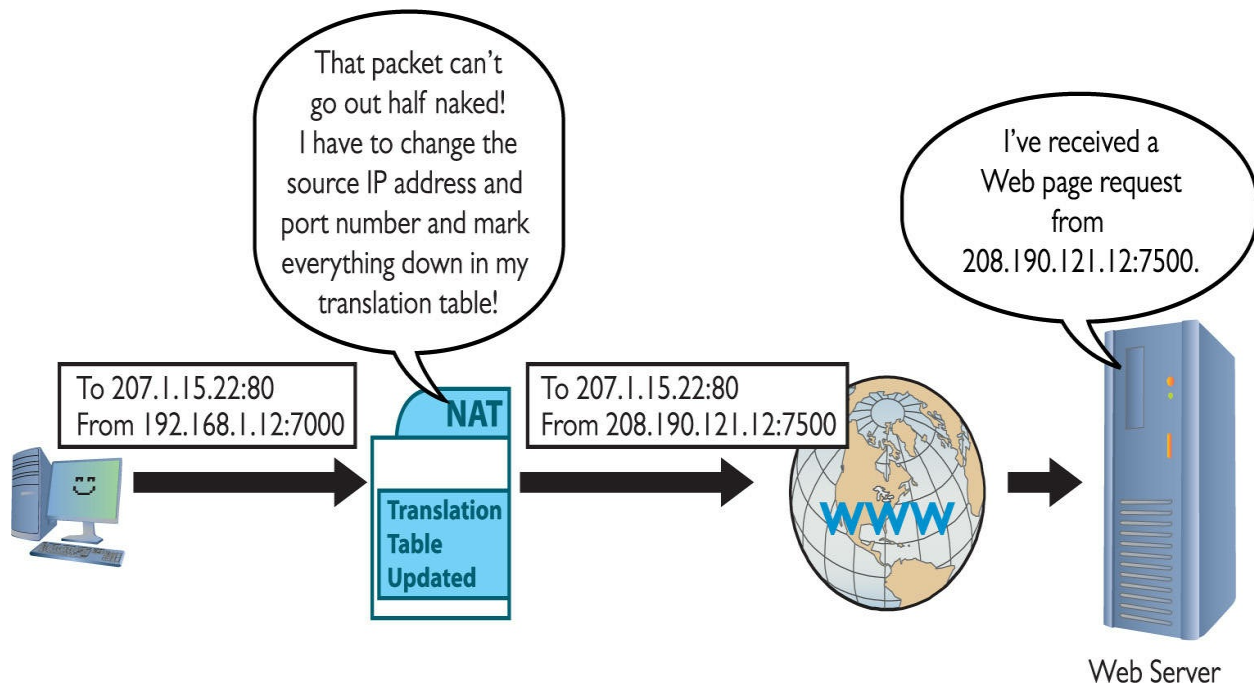 That packet can't
go out half naked!
I have to change the
source IP address and
port number and mark
everything down in my
translation table!
I've received a
Web page request
from
208.190.121.12:7500.
To 207.1.15.22:80
From 192.168.1.12:7000
NAT
To 207.1.15.22:80
From 208.190.121.12:7500
Translation
Table
Updated
WWW
Web Server